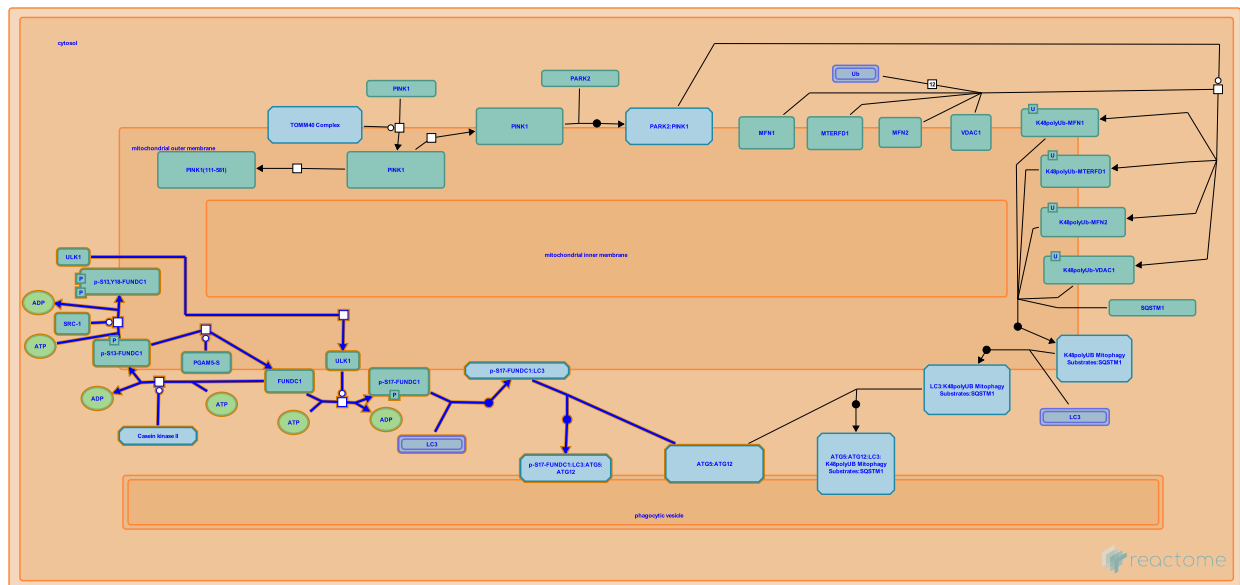 cytosol
PINK1
PARK2
Ub
12
TOMM40 Complex
PINK1
PARK2:PINK1
MFN1
MTERFD1
MFN2
VDAC1
U
K48polyUb-MFN1
mitochondrial outer membrane
PINK1(111-581)
PINK1
U
K48polyUb-MTERFD1
U
K48polyUb-MFN2
mitochondrial inner membrane
ULK1
U
K48polyUb-VDAC1
P
P
p-S13,Y18-FUNDC1
ADP
SQSTM1
SRC-1
ATP
P
p-S13-FUNDC1
PGAM5-S
ULK1
K48polyUB Mitophagy
Substrates:SQSTM1
FUNDC1
p-S17-FUNDC1
P
p-S17-FUNDC1:LC3
LC3:K48polyUB Mitophagy
Substrates:SQSTM1
ADP
ATP
ATP
ADP
LC3
Casein kinase II
LC3
p-S17-FUNDC1:LC3:ATG5:
ATG12
ATG5:ATG12
ATG5:ATG12:LC3:
K48polyUB Mitophagy
Substrates:SQSTM1
phagocytic vesicle
reactome